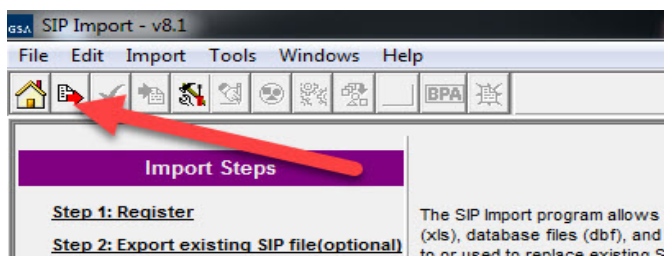 GSA SIP Import - v8.1
File Edit Import Tools Windows Help
BPA
Import Steps
Step 1: Register
The SIP Import program allows
Step 2: Export existing SIP file(optional)
(xls), database files (dbf), and
to or used to replace existing S